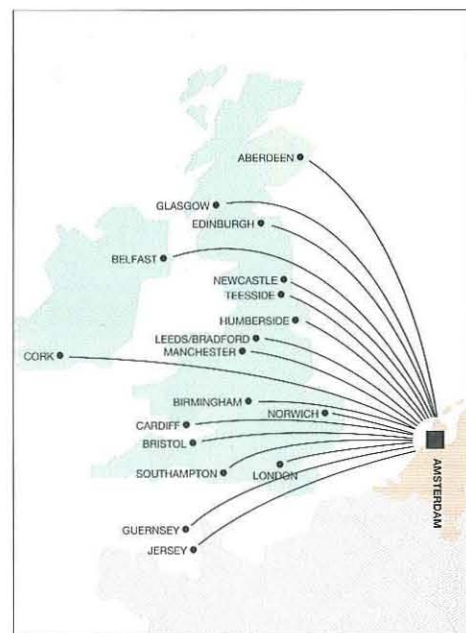 ABERDEEN
GLASGOW
EDINBURGH
BELFAST
NEWCASTLE
TEESSIDE
HUMBERSIDE
LEEDS/BRADFORD
MANCHESTER
CORK
BIRMINGHAM
NORWICH
CARDIFF
BRISTOL
SOUTHAMPTON
LONDON
AMSTERDAM
GUERNSEY
JERSEY